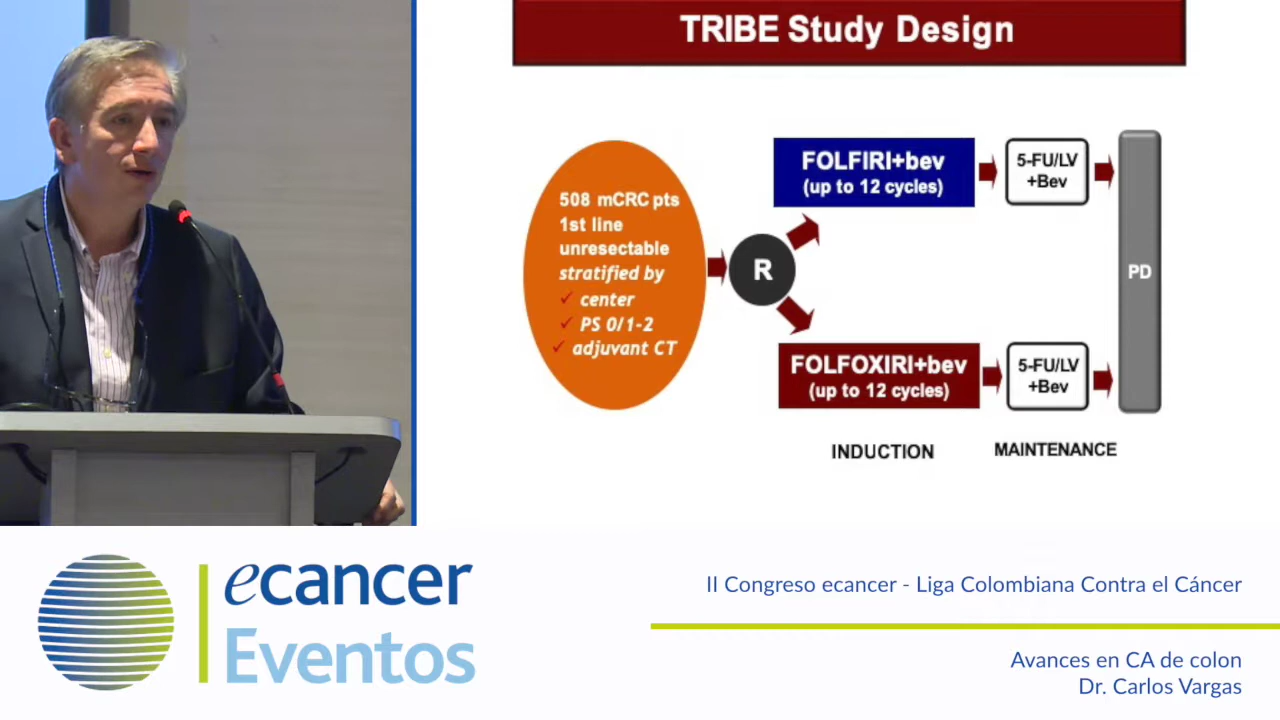 TRIBE Study Design
508 mCRC pts
1st line
unresectable
stratified by
✓ center
✓ PS 0/1-2
✓ adjuvant CT
R
FOLFIRI+bev
(up to 12 cycles)
5-FU/LV
+Bev
FOLFOXIRI+bev
(up to 12 cycles)
5-FU/LV
+Bev
PD
INDUCTION
MAINTENANCE
ecancer
Eventos
II Congreso ecancer - Liga Colombiana Contra el Cáncer
Avances en CA de colon
Dr. Carlos Vargas